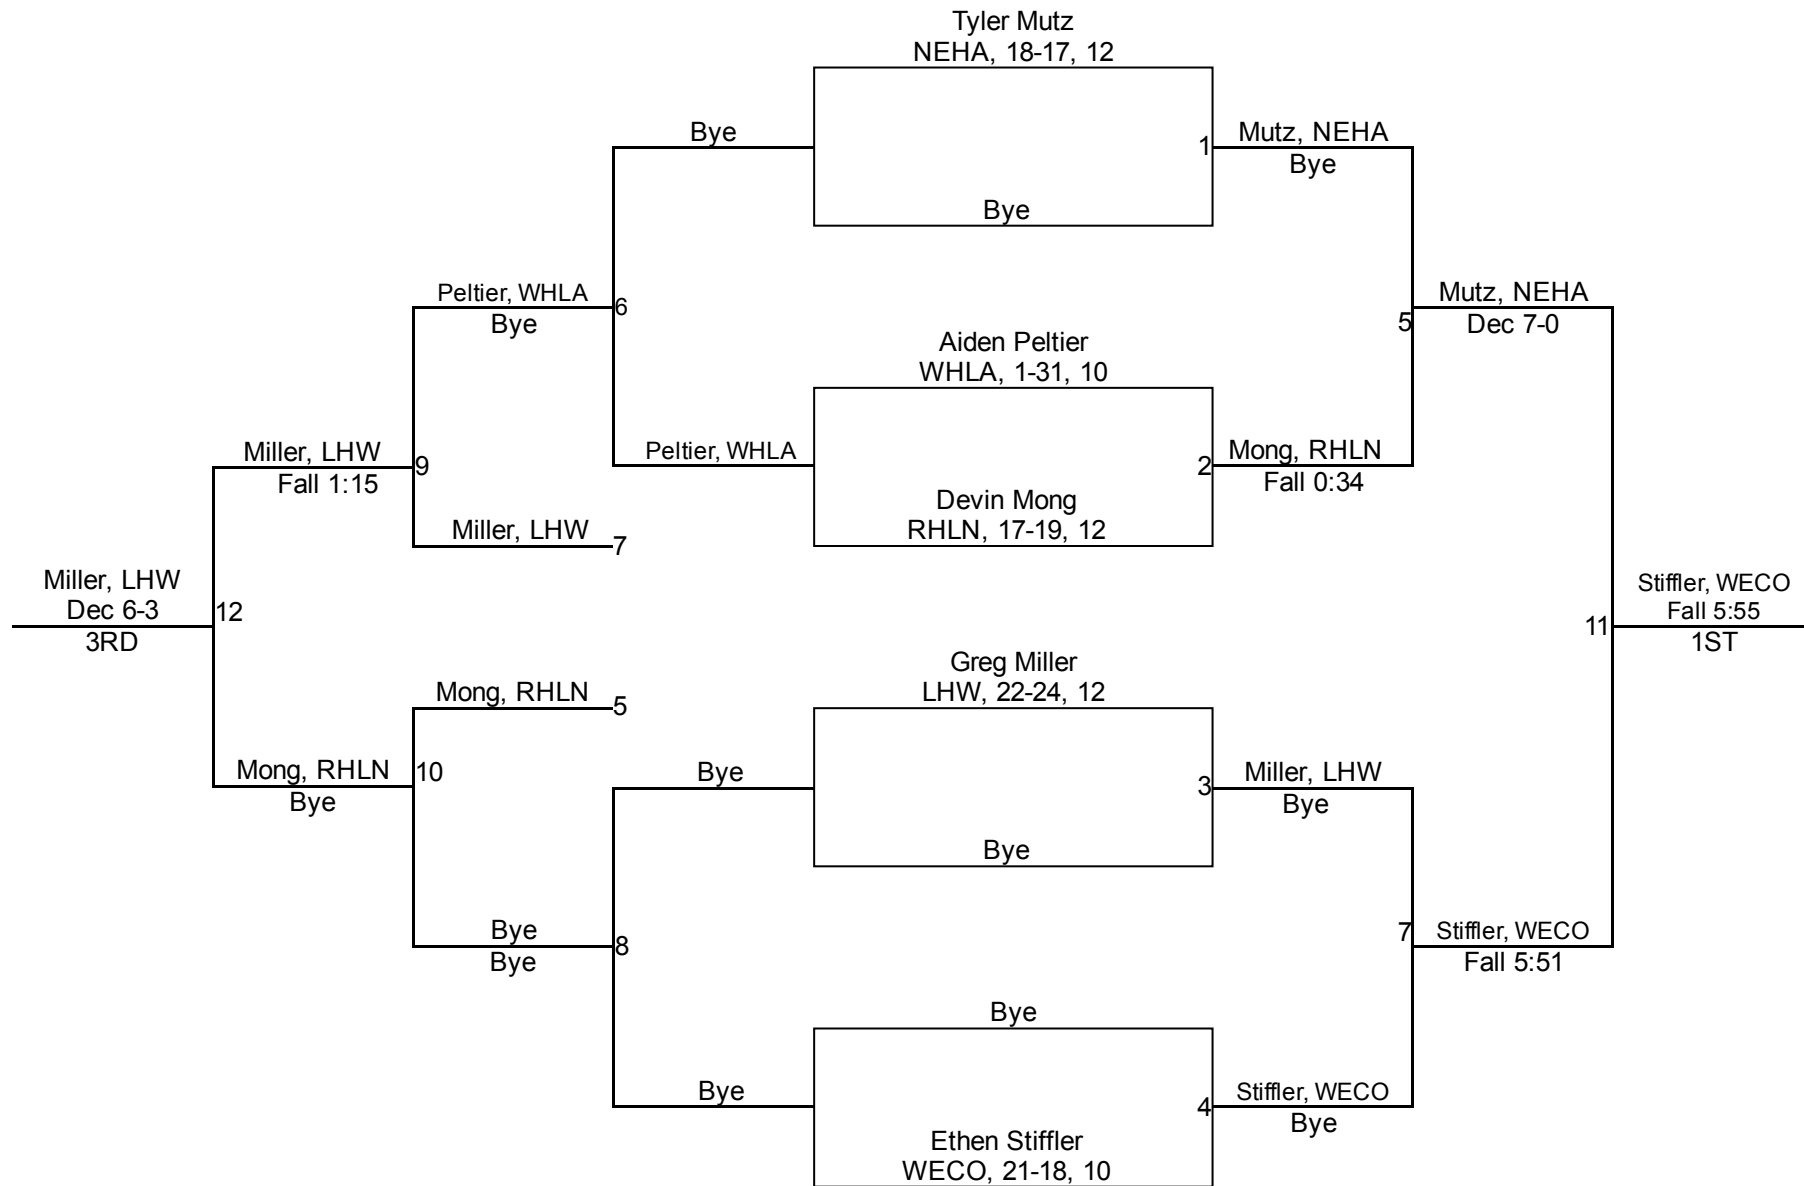 Tyler Mutz
NEHA, 18-17, 12
Bye
1
Mutz, NEHA
Bye
Bye
Peltier, WHLA
Bye
6
Mutz, NEHA
Dec 7-0
5
Aiden Peltier
WHLA, 1-31, 10
Miller, LHW
Fall 1:15
9
Peltier, WHLA
2
Mong, RHLN
Fall 0:34
Devin Mong
RHLN, 17-19, 12
Miller, LHW
7
Miller, LHW
Dec 6-3
3RD
12
Stiffler, WECO
Fall 5:55
1ST
11
Greg Miller
LHW, 22-24, 12
Mong, RHLN
5
Mong, RHLN
Bye
10
Bye
3
Miller, LHW
Bye
Bye
Bye
Bye
8
7
Stiffler, WECO
Fall 5:51
Bye
Bye
4
Stiffler, WECO
Bye
Ethen Stiffler
WECO, 21-18, 10